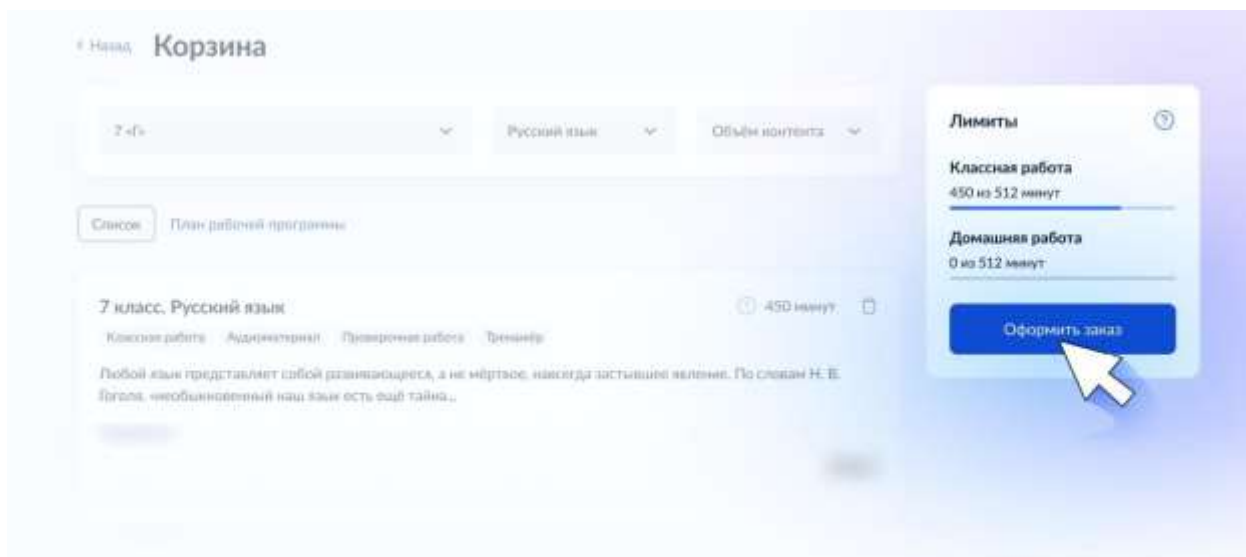 Назад Корзина
7 «Г» Русский язык Объём контента
Список План рабочей программы
7 класс. Русский язык 450 минут
Классная работа Аудиоматериал Проверочная работа Тренажёр
Любой язык представляет собой развивающееся, а не мёртвое, навсегда застывшее явление. По словам Н. В.
Гоголя, «необыкновенный наш язык есть ещё тайна...
Лимиты
Классная работа
450 из 512 минут
Домашняя работа
0 из 512 минут
Оформить заказ